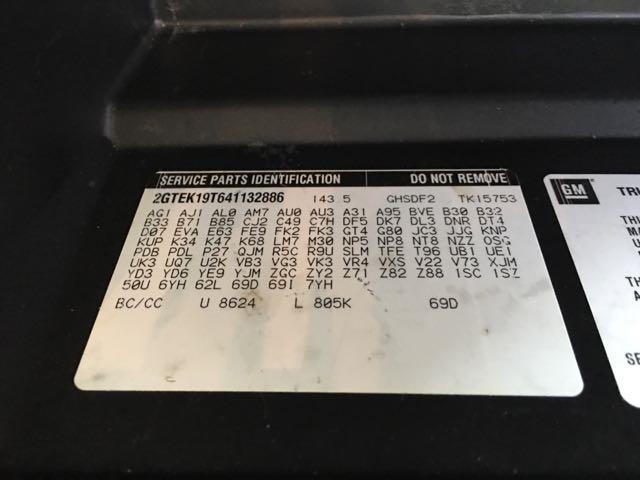 SERVICE PARTS IDENTIFICATION DO NOT REMOVE
2GTEK19T641132886 143.5 GHSDF2 TK15753
AG1 AJ1 AL0 AM7 AU0 AU3 A31 A95 BVE B30 B32
B33 B71 B85 CJ2 C49 C7H DF5 DK7 DL3 DNR DT4
D07 EVA E63 FE9 FK2 FK3 GT4 G80 JC3 JJG KNP
KUP K34 K47 K68 LM7 M30 NP5 NP8 NT8 NZZ OSG
PDB PDL P27 QJM R5C R9U SLM TFE T96 UB1 UE1
UK3 UQ7 U2K VB3 VG3 VK3 VR4 VXS V22 V73 XJM
YD3 YD6 YE9 YJM ZGC ZY2 Z71 Z82 Z88 1SC 1SZ
50U 6YH 62L 69D 69I 7YH
BC/CC U 8624 L 805K 69D
GM